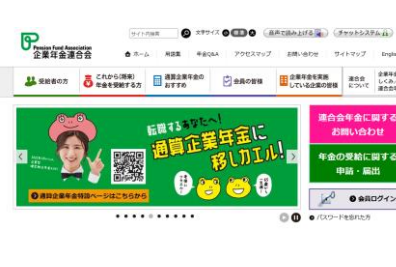 サイト内検索
文字サイズ
音声で読み上げる
チャットシステム
Pension Fund Association
企業年金連合会
ホーム
用語集
年金Q&A
アクセスマップ
お問い合わせ
サイトマップ
English
受給者の方
これから(将来)
年金を受給する方
通算企業年金の
おすすめ
会員の皆様
企業年金を実施
している企業の皆様
連合会
について
転職するあなたへ!
通算企業年金に
移しカエル!
通算企業年金特設ページはこちらから
連合会年金に関する
お問い合わせ
年金の受給に関する
申請・届出
会員ログイン
パスワードを忘れた方